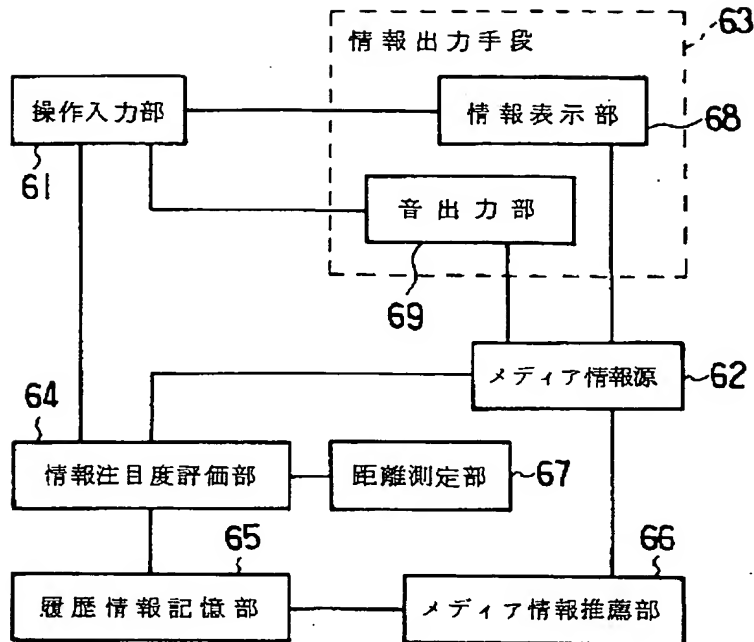 63
情報出力手段
操作入力部
情報表示部
68
61
音出力部
69
メディア情報源
62
64
情報注目度評価部
距離測定部
67
65
66
履歴情報記憶部
メディア情報推薦部